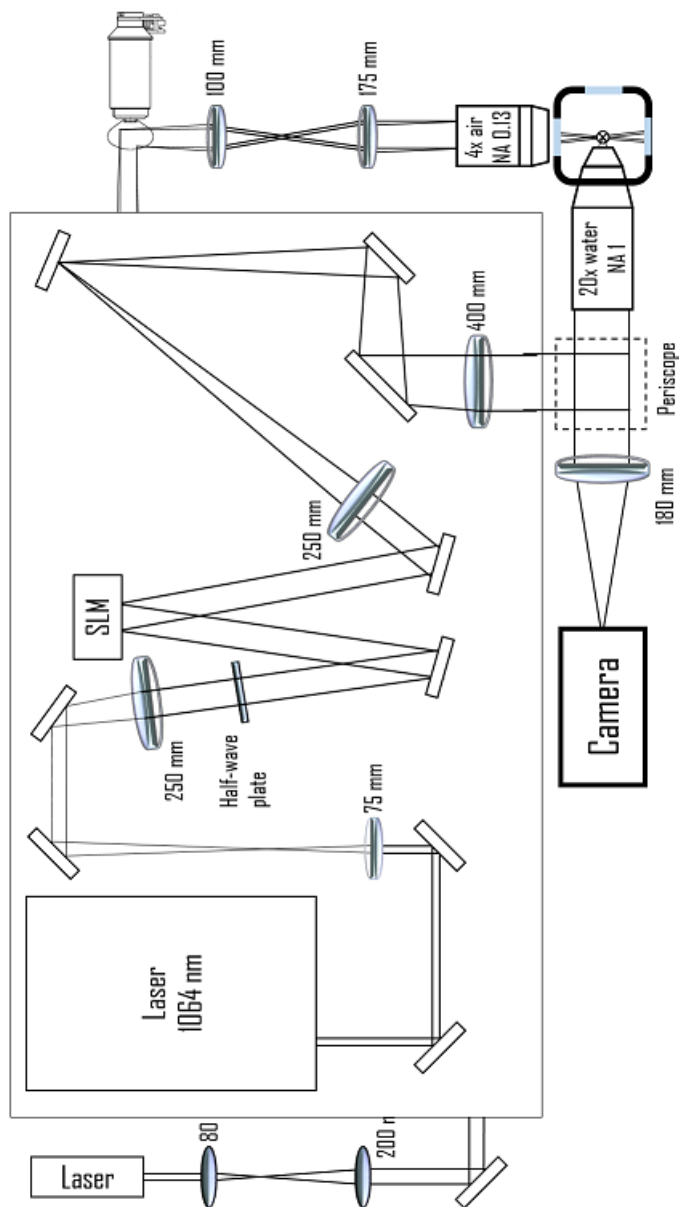 100 mm
175 mm
4x air
NA 0.13
20x water
NA 1
400 mm
Periscope
250 mm
180 mm
SLM
Camera
250 mm
Half-wave
plate
75 mm
Laser
1064 nm
Laser
80
200